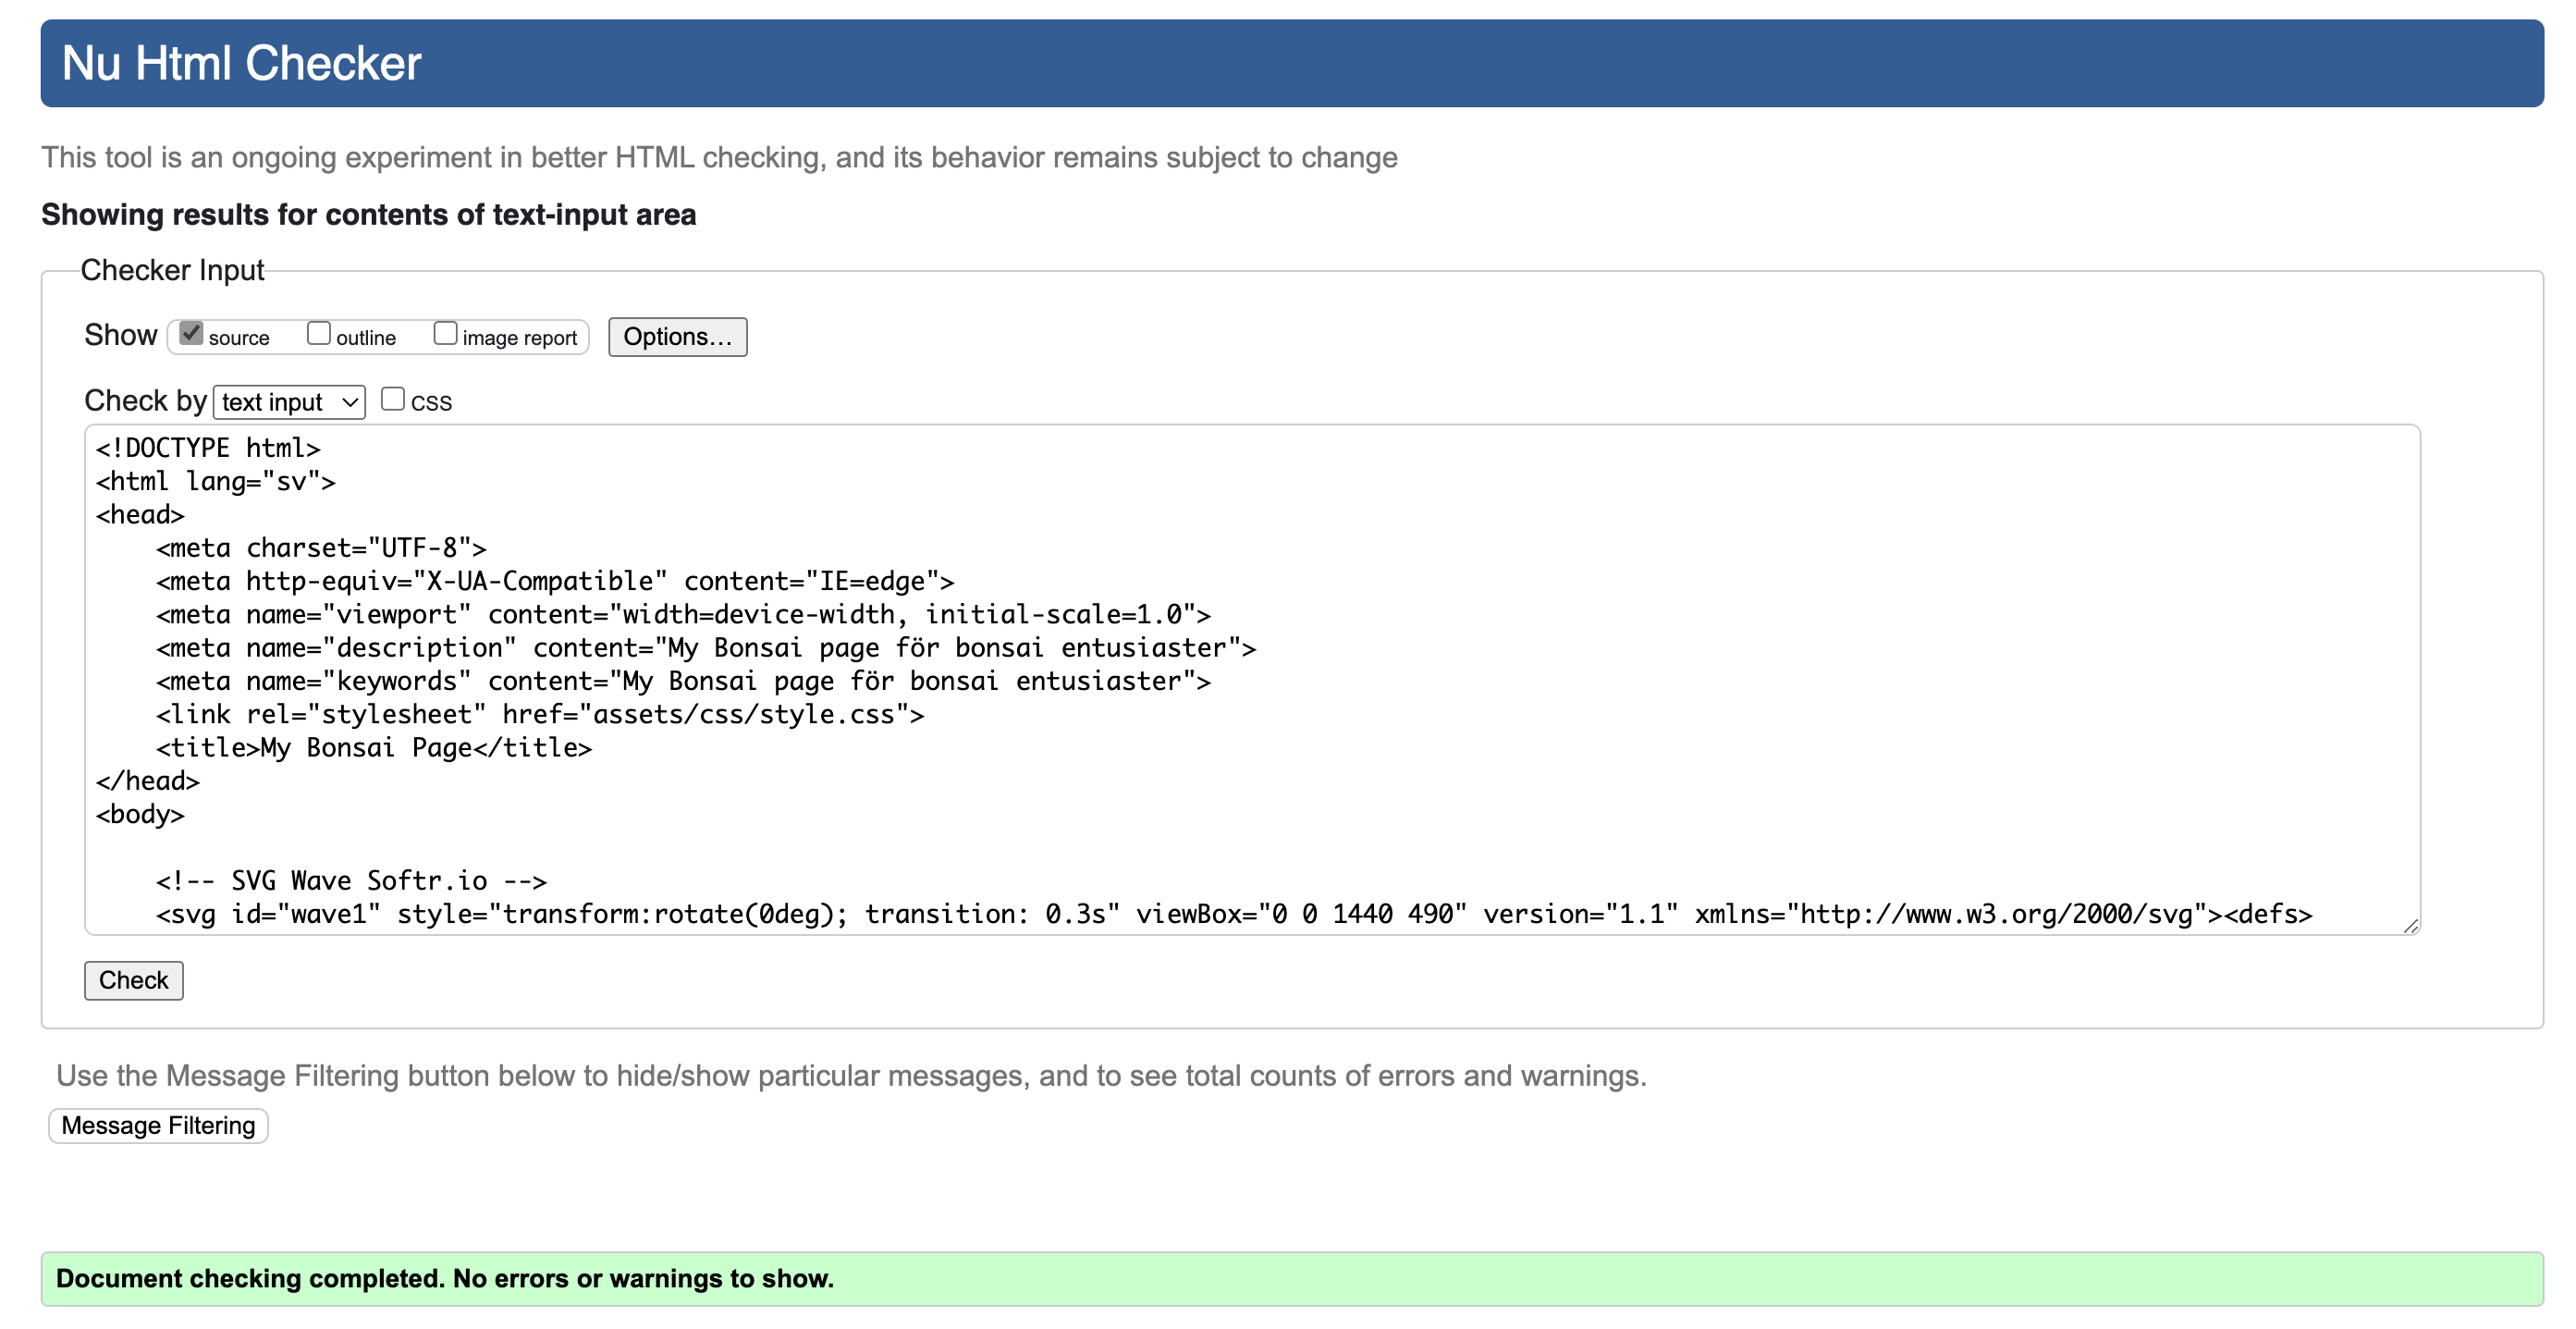 Nu Html Checker
This tool is an ongoing experiment in better HTML checking, and its behavior remains subject to change
Showing results for contents of text-input area
Checker Input
Show source outline image report Options…
Check by text input CSS
<!DOCTYPE html>
<html lang="sv">
<head>
    <meta charset="UTF-8">
    <meta http-equiv="X-UA-Compatible" content="IE=edge">
    <meta name="viewport" content="width=device-width, initial-scale=1.0">
    <meta name="description" content="My Bonsai page för bonsai entusiaster">
    <meta name="keywords" content="My Bonsai page för bonsai entusiaster">
    <link rel="stylesheet" href="assets/css/style.css">
    <title>My Bonsai Page</title>
</head>
<body>
    <!-- SVG Wave Softr.io -->
    <svg id="wave1" style="transform:rotate(0deg); transition: 0.3s" viewBox="0 0 1440 490" version="1.1" xmlns="http://www.w3.org/2000/svg"><defs>
Check
Use the Message Filtering button below to hide/show particular messages, and to see total counts of errors and warnings.
Message Filtering
Document checking completed. No errors or warnings to show.